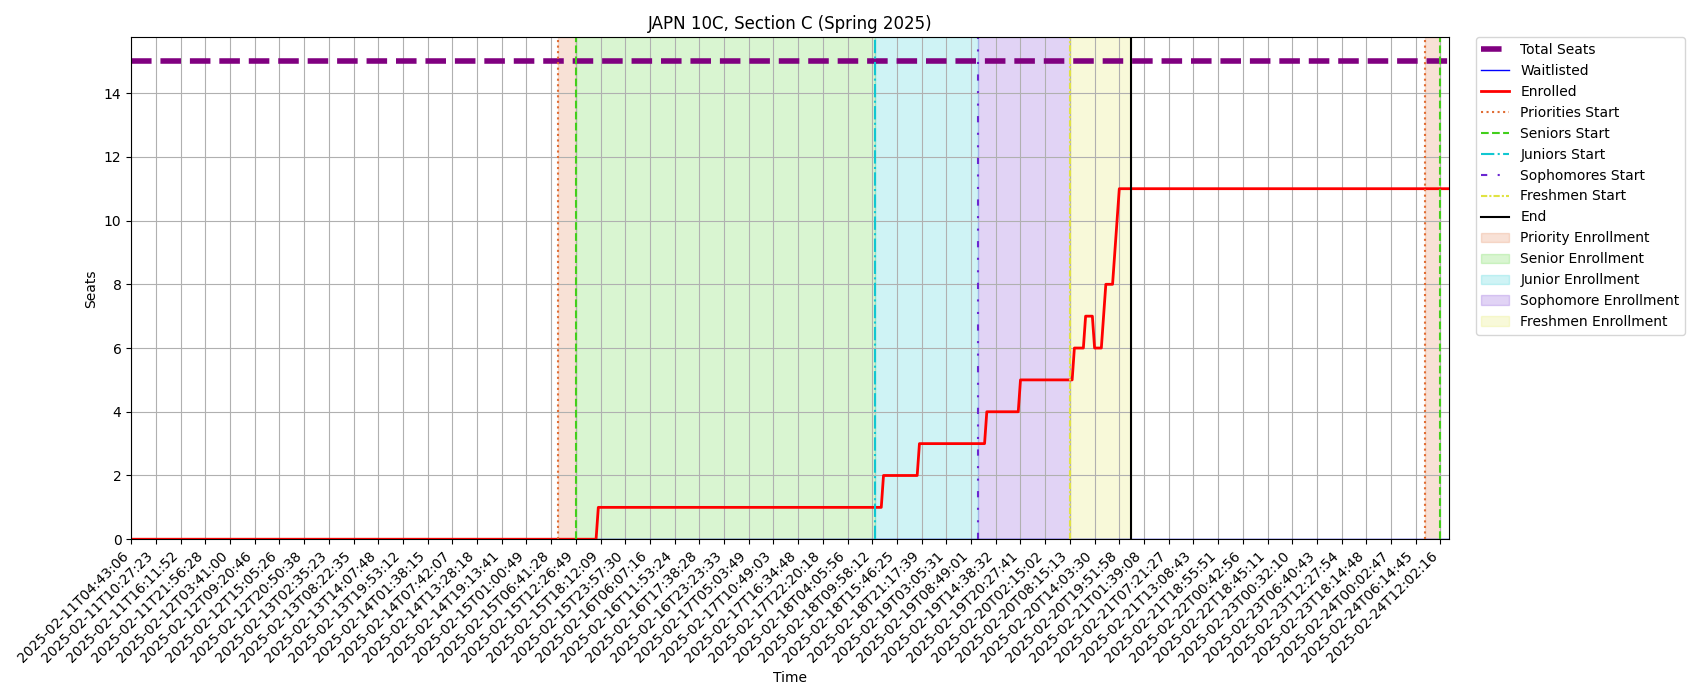 JAPN 10C, Section C (Spring 2025)
Total Seats
Waitlisted
Enrolled
Priorities Start
Seniors Start
Juniors Start
Sophomores Start
Freshmen Start
End
Priority Enrollment
Senior Enrollment
Junior Enrollment
Sophomore Enrollment
Freshmen Enrollment
Seats
14
12
10
8
6
4
2
0
2025-02-11T04:43:06
2025-02-11T10:27:23
2025-02-11T16:11:52
2025-02-11T21:56:28
2025-02-12T03:41:00
2025-02-12T09:20:46
2025-02-12T15:05:26
2025-02-12T20:50:38
2025-02-13T02:35:23
2025-02-13T08:22:35
2025-02-13T14:07:48
2025-02-13T19:53:12
2025-02-14T01:38:15
2025-02-14T07:42:07
2025-02-14T13:28:18
2025-02-14T19:13:41
2025-02-15T01:00:49
2025-02-15T06:41:28
2025-02-15T12:26:49
2025-02-15T18:12:09
2025-02-15T23:57:30
2025-02-16T06:07:16
2025-02-16T11:53:24
2025-02-16T17:38:28
2025-02-16T23:23:33
2025-02-17T05:03:49
2025-02-17T10:49:03
2025-02-17T16:34:48
2025-02-17T22:20:18
2025-02-18T04:05:56
2025-02-18T09:58:12
2025-02-18T15:46:25
2025-02-18T21:17:39
2025-02-19T03:05:31
2025-02-19T08:49:01
2025-02-19T14:38:32
2025-02-19T20:27:41
2025-02-20T02:15:02
2025-02-20T08:15:13
2025-02-20T14:03:30
2025-02-20T19:51:58
2025-02-21T01:39:08
2025-02-21T07:21:27
2025-02-21T13:08:43
2025-02-21T18:55:51
2025-02-22T00:42:56
2025-02-22T18:45:11
2025-02-23T00:32:10
2025-02-23T06:40:43
2025-02-23T12:27:54
2025-02-23T18:14:48
2025-02-24T00:02:47
2025-02-24T06:14:45
2025-02-24T12:02:16
Time